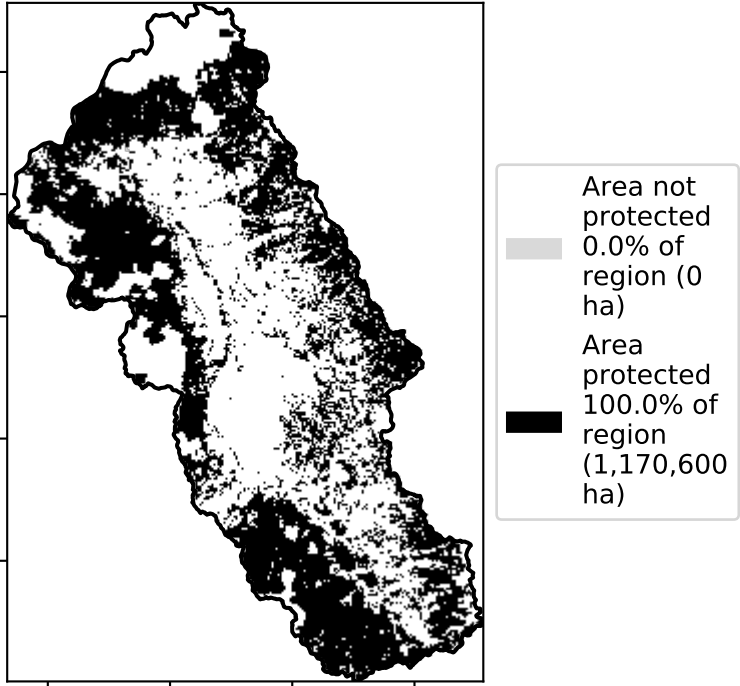 Area not
protected
0.0% of
region (0
ha)
Area
protected
100.0% of
region
(1,170,600
ha)